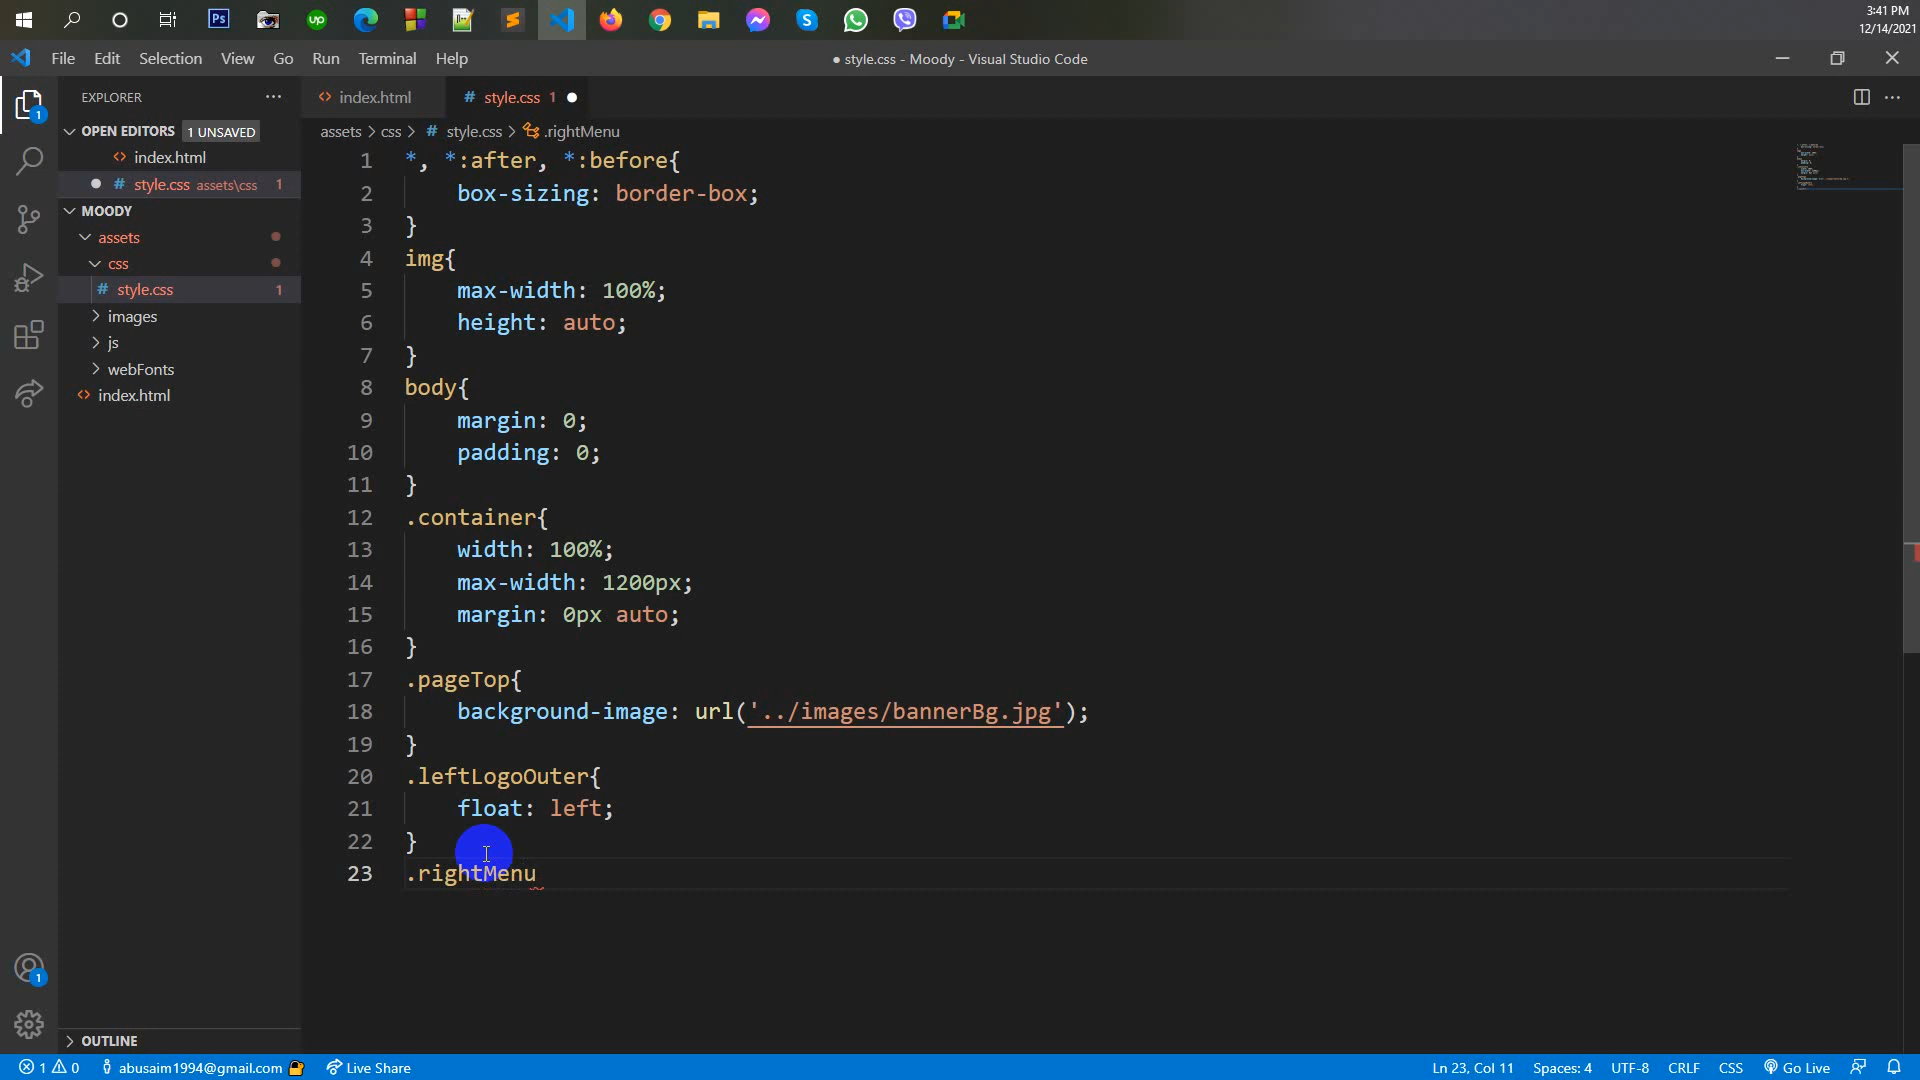 Ps
up
3:41 PM
12/14/2021
File Edit Selection View Go Run Terminal Help
● style.css - Moody - Visual Studio Code
EXPLORER
index.html
# style.css 1
1
OPEN EDITORS 1 UNSAVED
assets > css > # style.css > .rightMenu
index.html
# style.css assets\css 1
MOODY
assets
css
# style.css 1
images
js
webFonts
index.html
1 *, *:after, *:before{
2 box-sizing: border-box;
3 }
4 img{
5 max-width: 100%;
6 height: auto;
7 }
8 body{
9 margin: 0;
10 padding: 0;
11 }
12 .container{
13 width: 100%;
14 max-width: 1200px;
15 margin: 0px auto;
16 }
17 .pageTop{
18 background-image: url('../images/bannerBg.jpg');
19 }
20 .leftLogoOuter{
21 float: left;
22 }
23 .rightMenu
1
OUTLINE
1 0 abusaim1994@gmail.com Live Share
Ln 23, Col 11 Spaces: 4 UTF-8 CRLF CSS Go Live